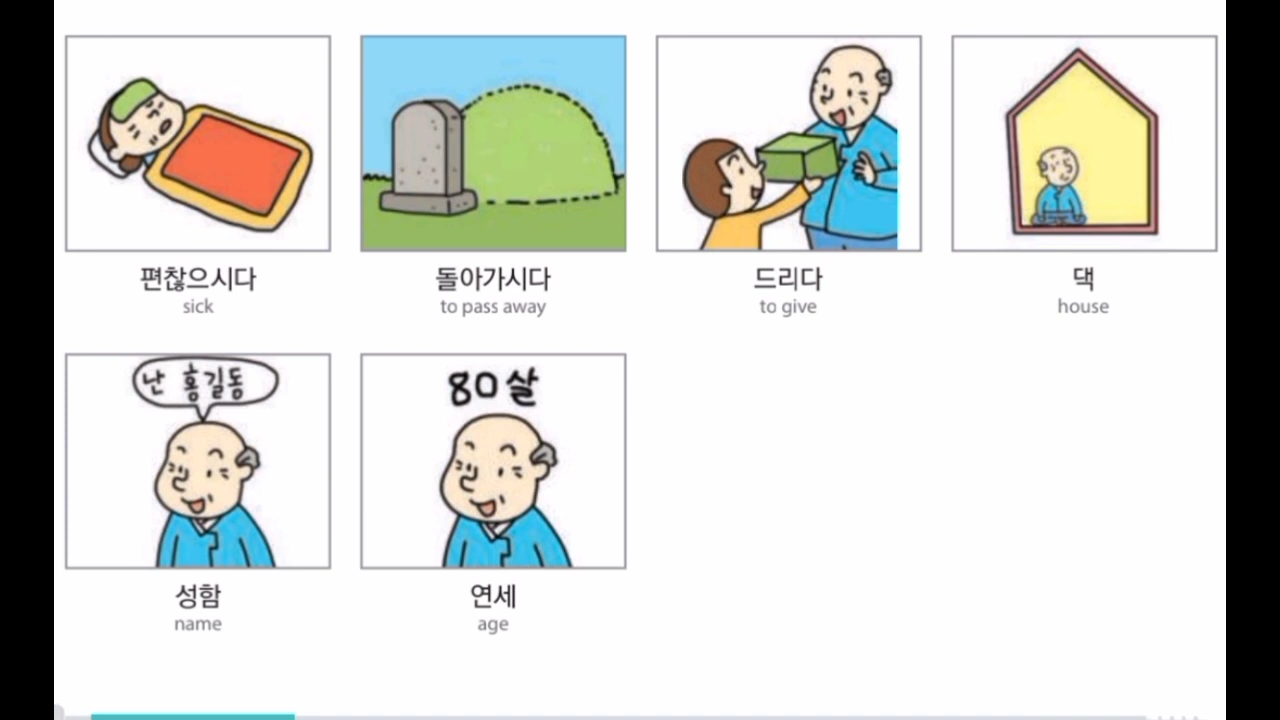 편찮으시다
sick
돌아가시다
to pass away
드리다
to give
댁
house
난 홍길동
성함
name
80살
연세
age